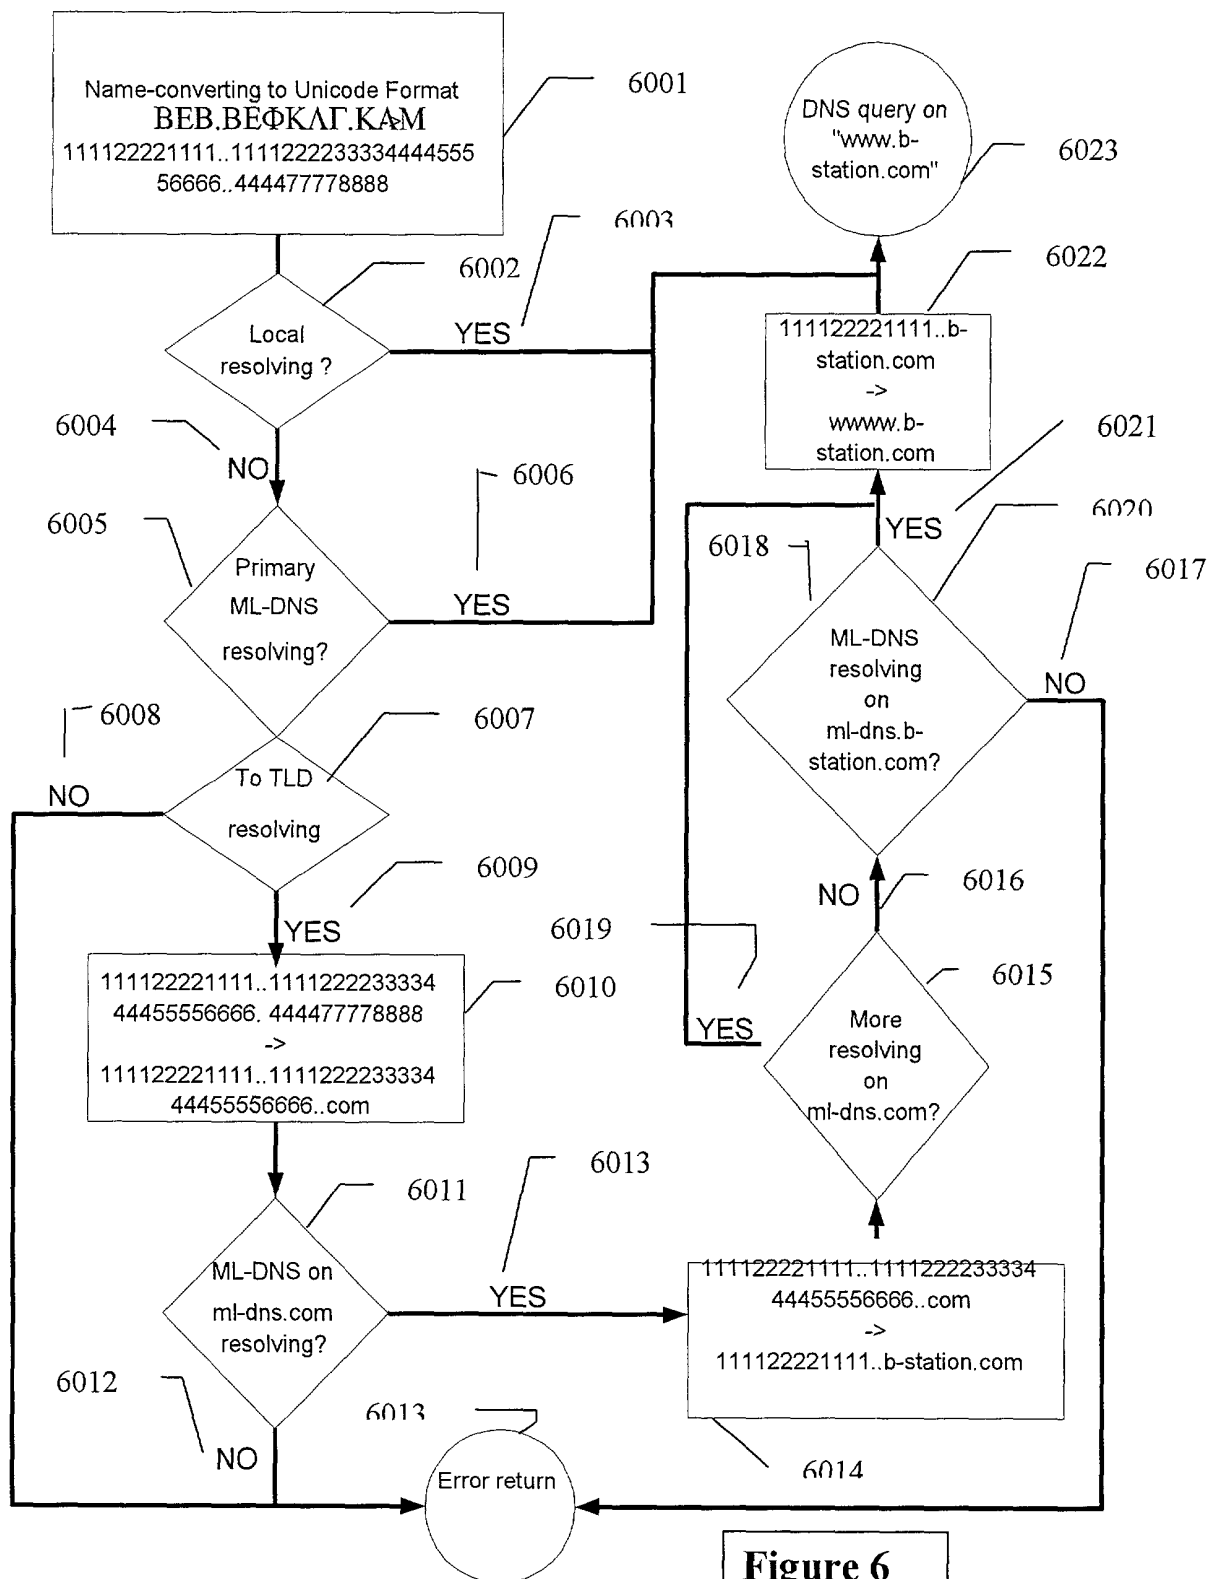 Name-converting to Unicode Format
ΒΕΒ.ΒΕΦΚΛΓ.ΚΑΜ
111122221111..1111222233334444555
56666..444477778888
6001
DNS query on
"www.b-
station.com"
6023
6002
6003
Local
resolving ?
YES
6022
111122221111..b-
station.com
->
wwww.b-
station.com
6004
NO
6021
YES
6005
6006
Primary
ML-DNS
resolving?
YES
6018
6020
6017
ML-DNS
resolving
on
ml-dns.b-
station.com?
NO
6008
NO
6007
To TLD
resolving
6009
YES
NO
6016
6019
YES
6015
More
resolving
on
ml-dns.com?
111122221111..1111222233334
44455556666. 444477778888
->
111122221111..1111222233334
44455556666..com
6010
6011
6013
ML-DNS on
ml-dns.com
resolving?
YES
111122221111..1111222233334
44455556666..com
->
111122221111..b-station.com
6014
6012
NO
6013
Error return
Figure 6